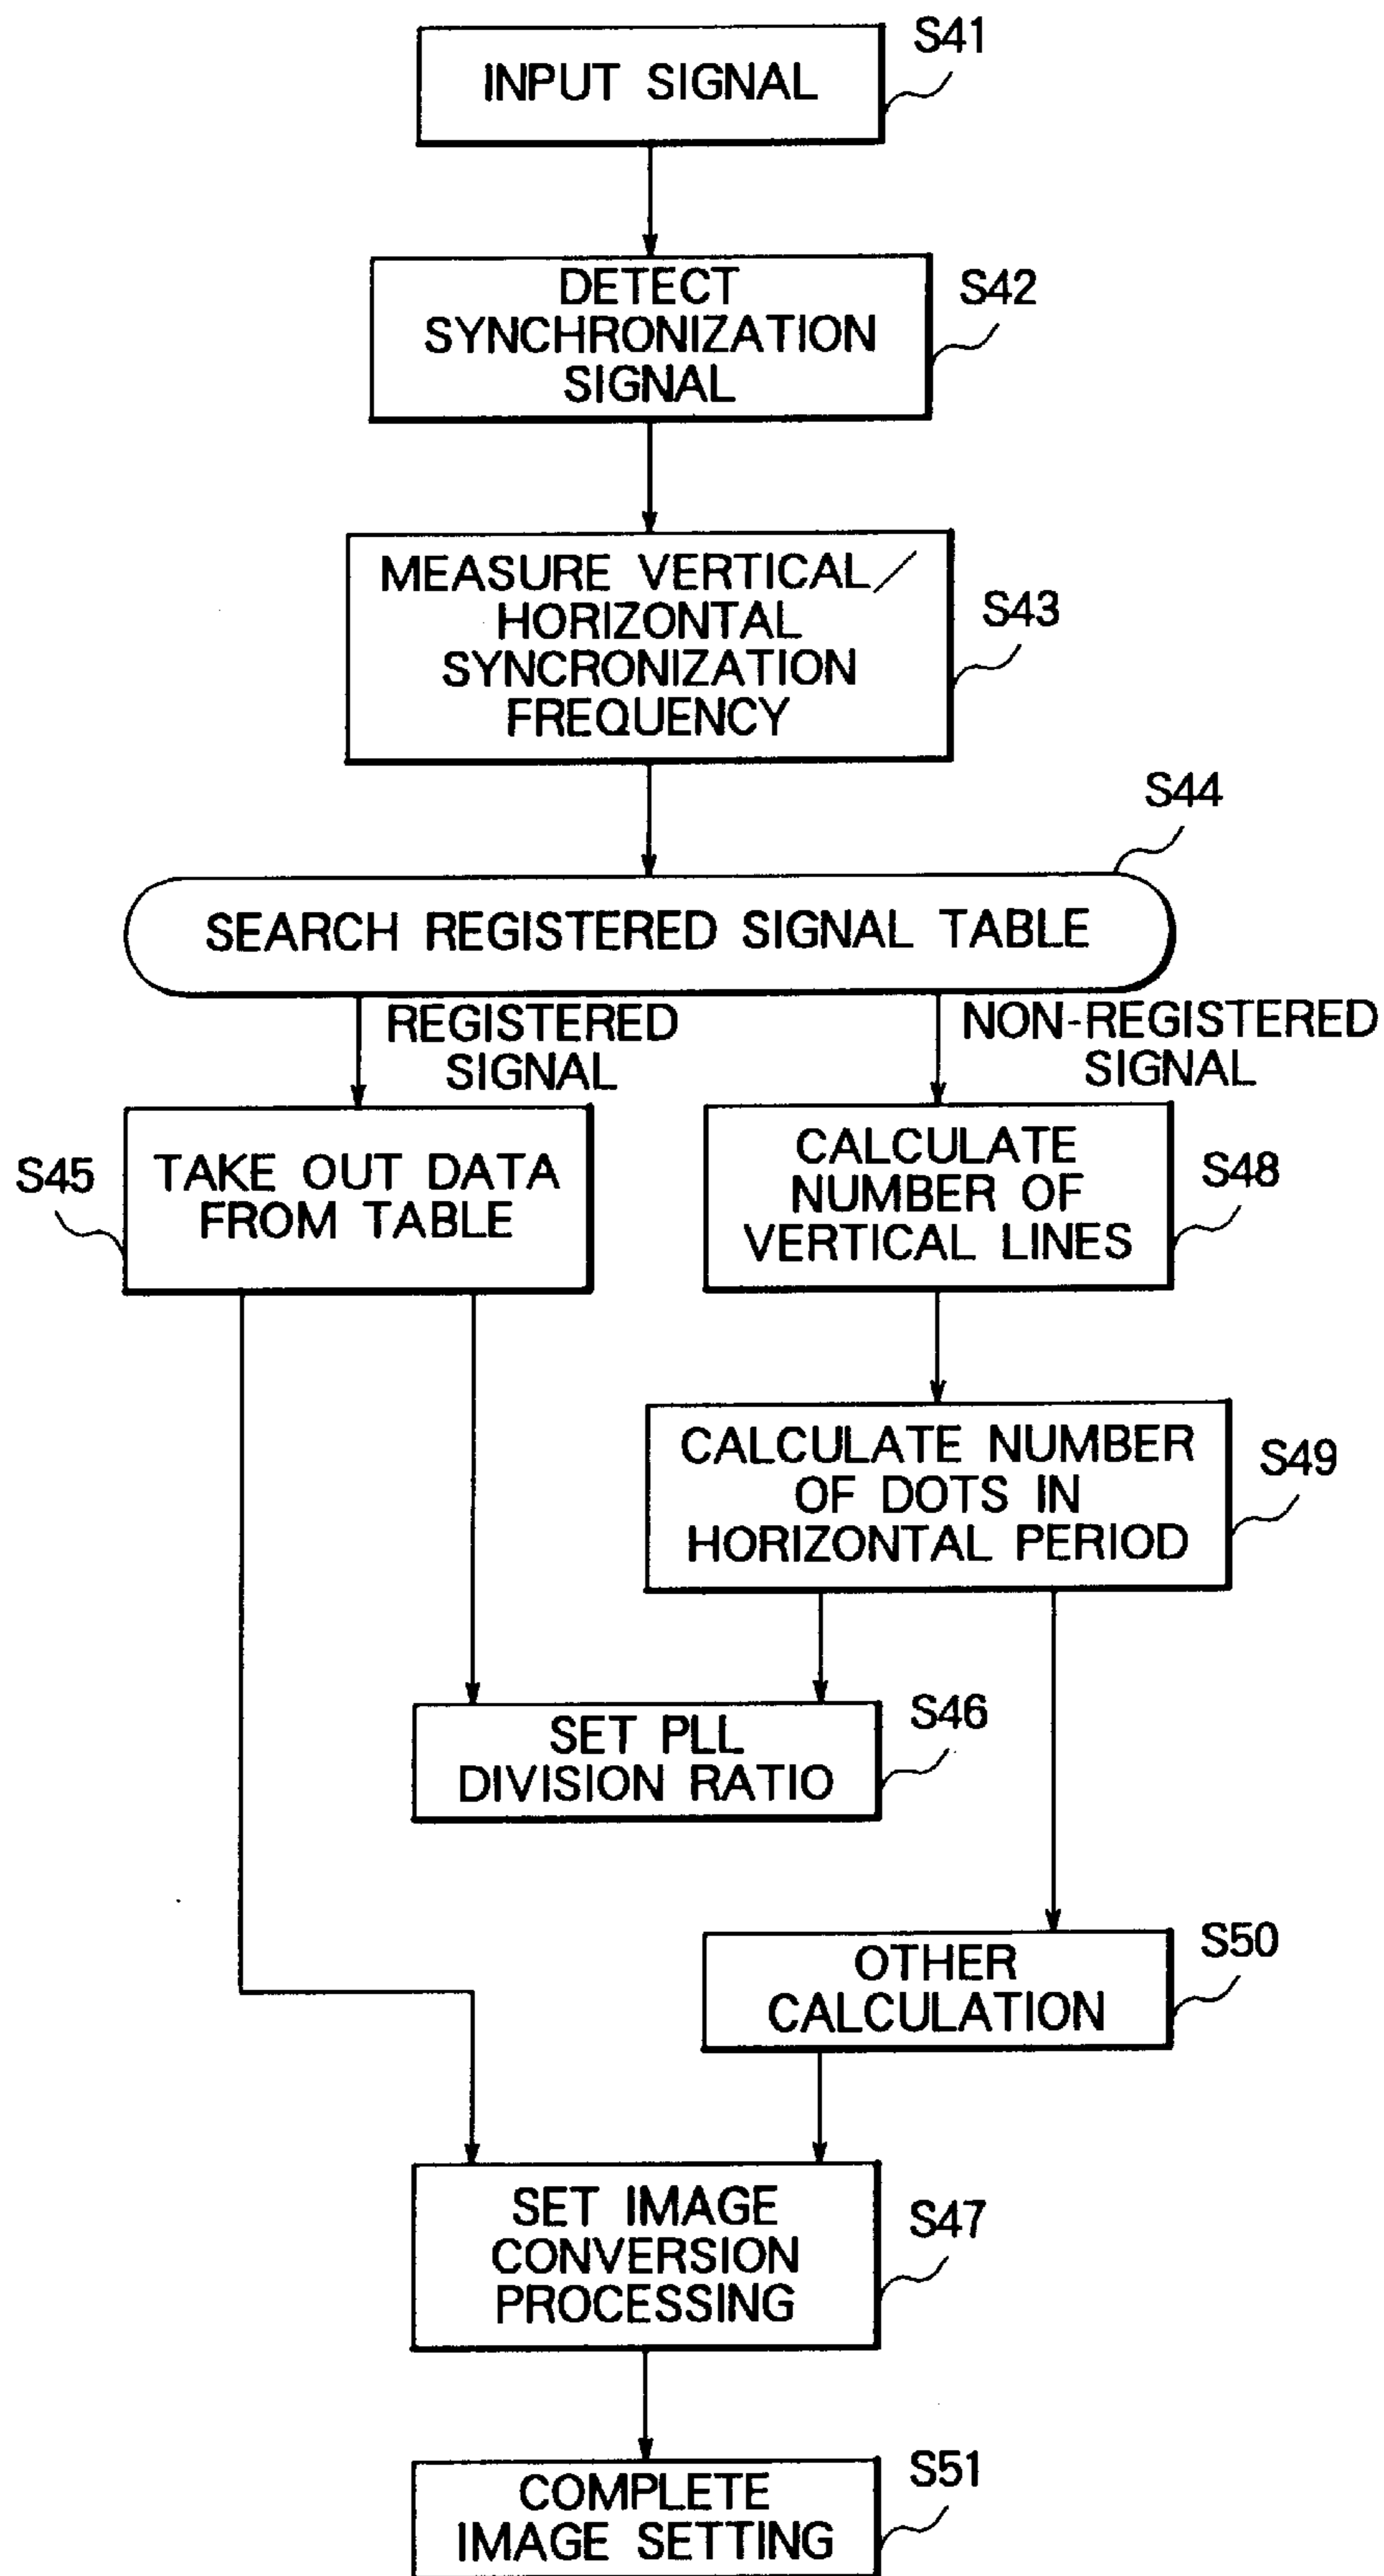 S41
INPUT SIGNAL
DETECT
SYNCHRONIZATION
SIGNAL
S42
MEASURE VERTICAL/
HORIZONTAL
SYNCRONIZATION
FREQUENCY
S43
S44
SEARCH REGISTERED SIGNAL TABLE
REGISTERED
SIGNAL
NON-REGISTERED
SIGNAL
S45
TAKE OUT DATA
FROM TABLE
CALCULATE
NUMBER OF
VERTICAL LINES
S48
CALCULATE NUMBER
OF DOTS IN
HORIZONTAL PERIOD
S49
SET PLL
DIVISION RATIO
S46
OTHER
CALCULATION
S50
SET IMAGE
CONVERSION
PROCESSING
S47
COMPLETE
IMAGE SETTING
S51